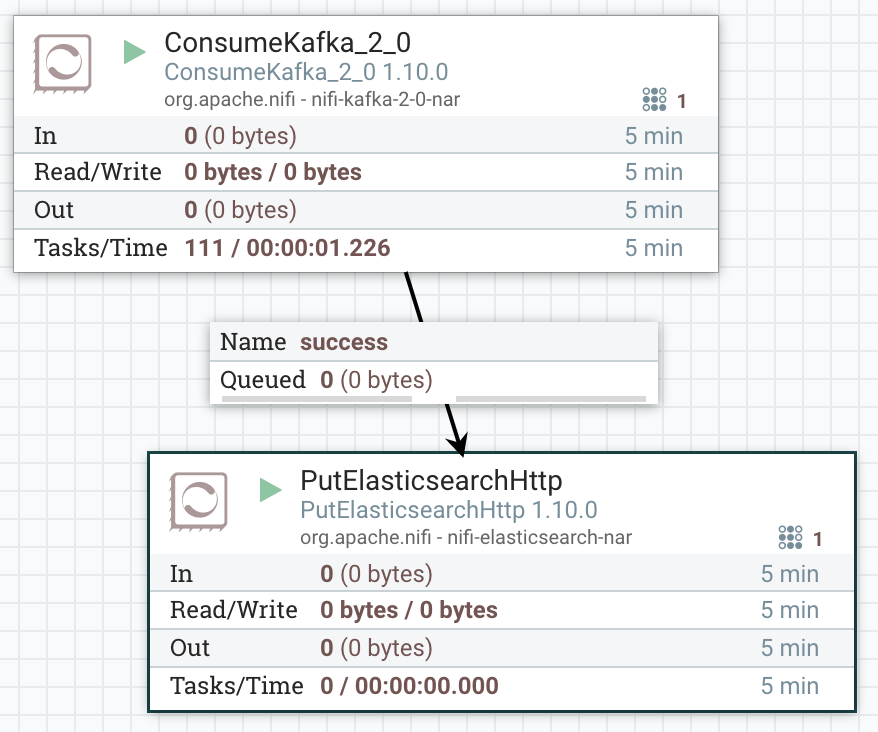 ConsumeKafka_2_0
ConsumeKafka_2_0 1.10.0
org.apache.nifi - nifi-kafka-2-0-nar
1
In 0 (0 bytes) 5 min
Read/Write 0 bytes / 0 bytes 5 min
Out 0 (0 bytes) 5 min
Tasks/Time 111 / 00:00:01.226 5 min
Name success
Queued 0 (0 bytes)
PutElasticsearchHttp
PutElasticsearchHttp 1.10.0
org.apache.nifi - nifi-elasticsearch-nar
1
In 0 (0 bytes) 5 min
Read/Write 0 bytes / 0 bytes 5 min
Out 0 (0 bytes) 5 min
Tasks/Time 0 / 00:00:00.000 5 min